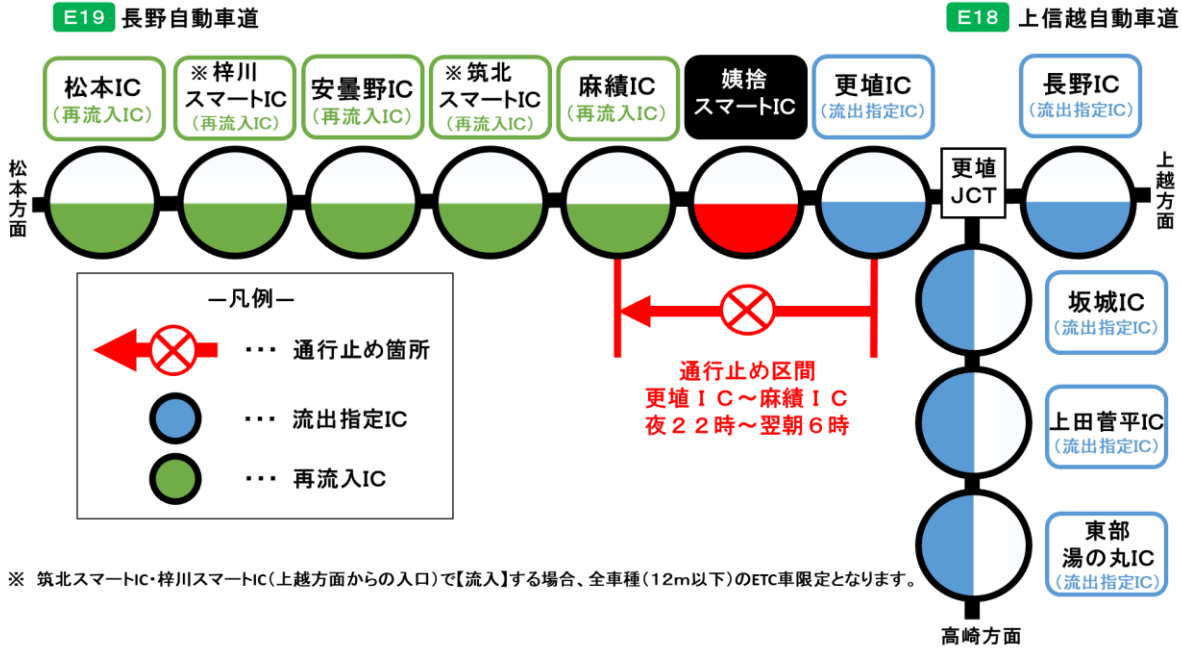 E19 長野自動車道
E18 上信越自動車道
松本IC
(再流入IC)
※梓川
スマートIC
(再流入IC)
安曇野IC
(再流入IC)
※筑北
スマートIC
(再流入IC)
麻績IC
(再流入IC)
姨捨
スマートIC
更埴IC
(流出指定IC)
長野IC
(流出指定IC)
松本方面
更埴
JCT
上越方面
―凡例―
・・・ 通行止め箇所
・・・ 流出指定IC
・・・ 再流入IC
通行止め区間
更埴IC～麻績IC
夜22時～翌朝6時
坂城IC
(流出指定IC)
上田菅平IC
(流出指定IC)
東部
湯の丸IC
(流出指定IC)
※ 筑北スマートIC・梓川スマートIC(上越方面からの入口)で【流入】する場合、全車種(12m以下)のETC車限定となります。
高崎方面